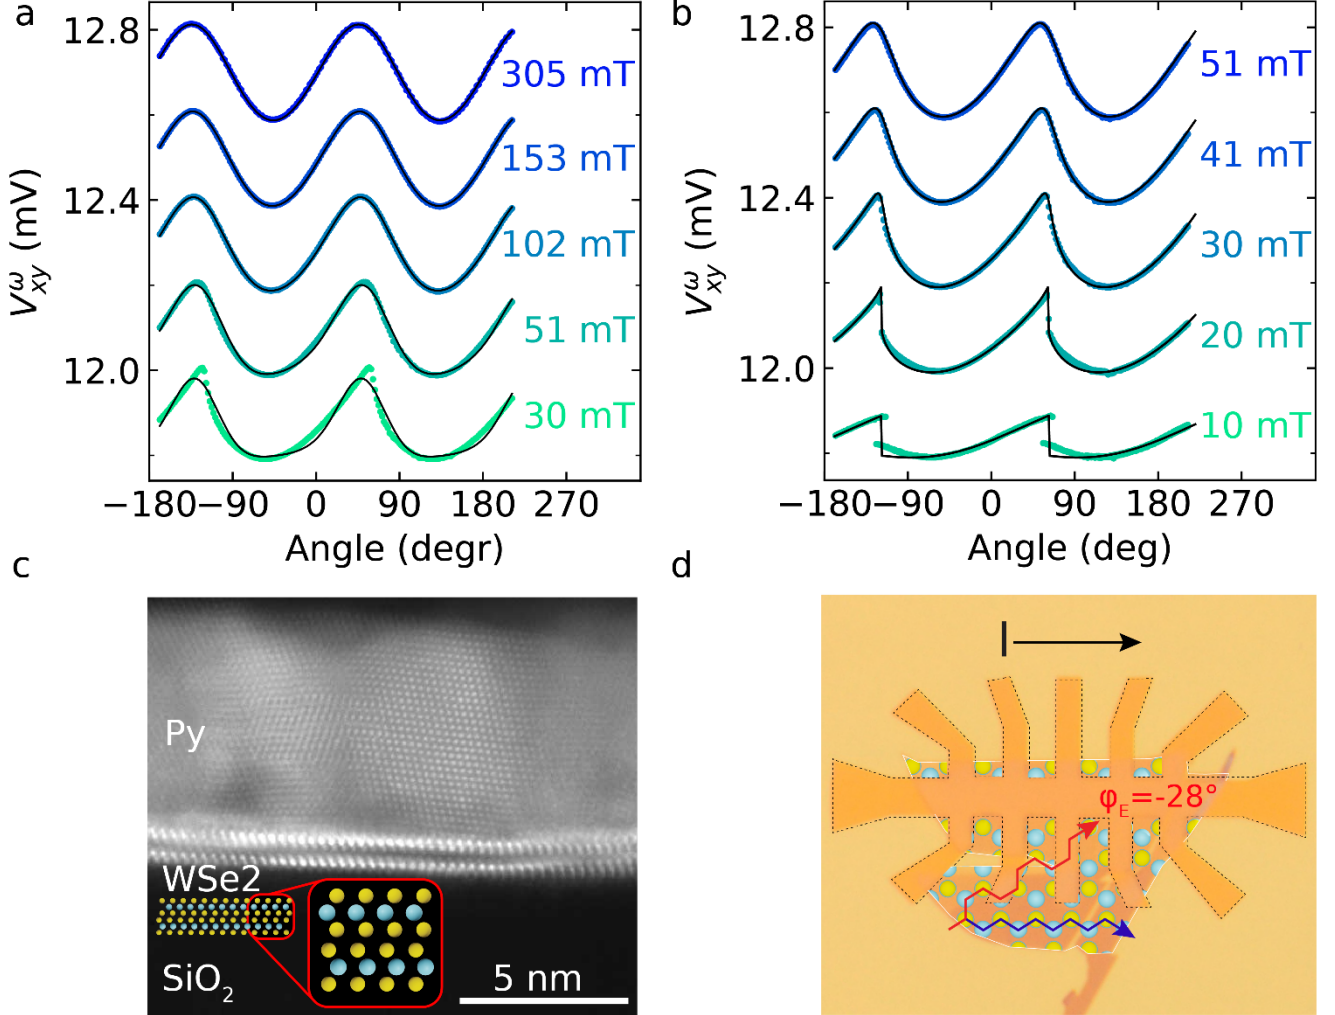 a
12.8
12.4
12.0
V^ω_xy (mV)
305 mT
153 mT
102 mT
51 mT
30 mT
−180
−90
0
90
180
270
Angle (degr)
b
12.8
12.4
12.0
V^ω_xy (mV)
51 mT
41 mT
30 mT
20 mT
10 mT
−180
−90
0
90
180
270
Angle (deg)
c
Py
WSe2
SiO₂
5 nm
d
I
φ_E=-28°